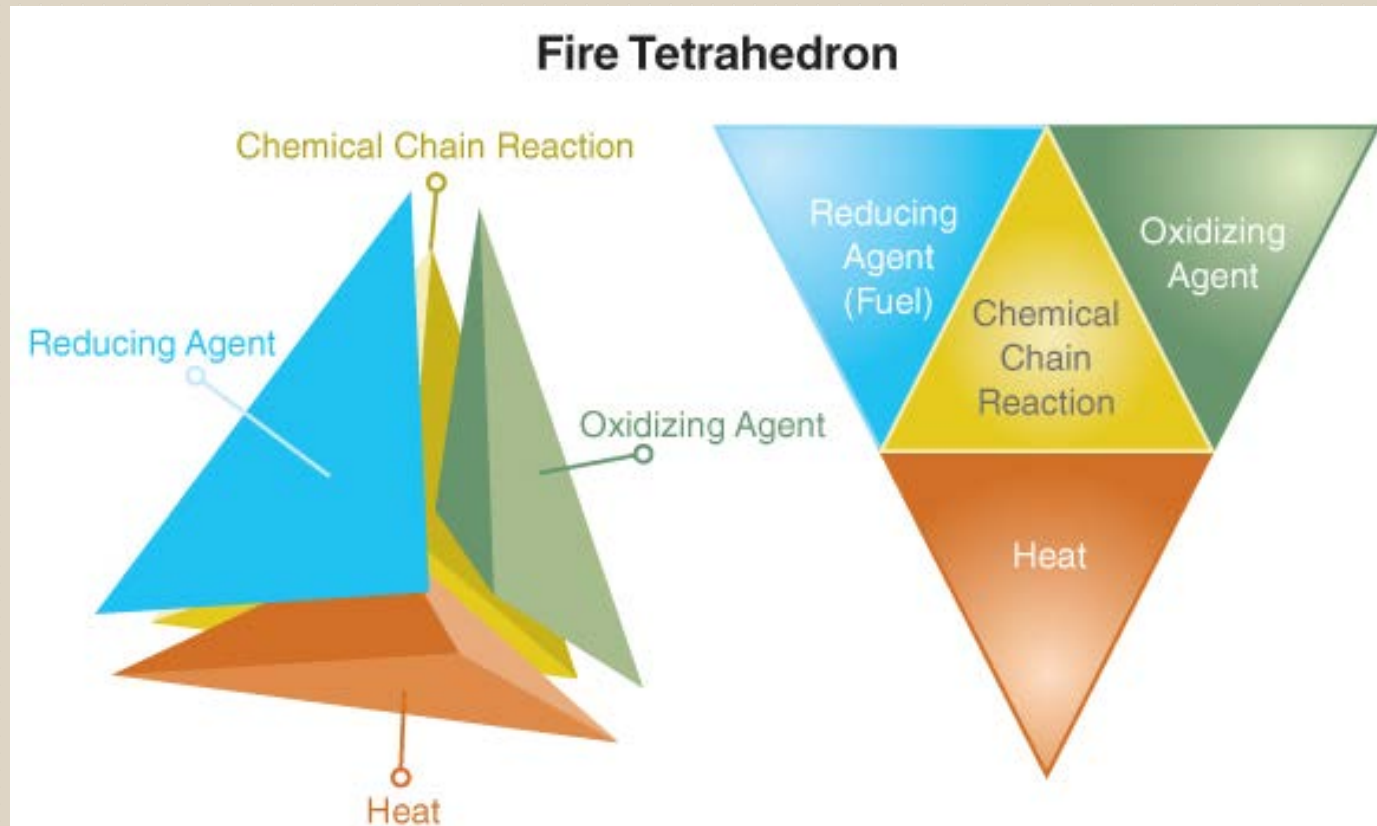 Fire Tetrahedron
Chemical Chain Reaction
Reducing Agent
Oxidizing Agent
Heat
Reducing
Agent
(Fuel)
Oxidizing
Agent
Chemical
Chain
Reaction
Heat